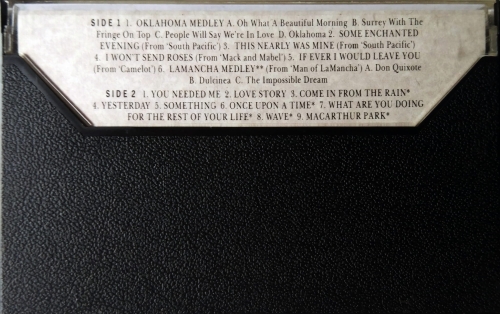 SIDE 1 1. OKLAHOMA MEDLEY A. Oh What A Beautiful Morning B. Surrey With The
Fringe On Top C. People Will Say We're In Love D. Oklahoma 2. SOME ENCHANTED
EVENING (From 'South Pacific') 3. THIS NEARLY WAS MINE (From 'South Pacific')
4. I WON'T SEND ROSES (From 'Mack and Mabel') 5. IF EVER I WOULD LEAVE YOU
(From 'Camelot') 6. LAMANCHA MEDLEY** (From 'Man of LaMancha') A. Don Quixote
B. Dulcinea C. The Impossible Dream
SIDE 2 1. YOU NEEDED ME 2. LOVE STORY 3. COME IN FROM THE RAIN*
4. YESTERDAY 5. SOMETHING 6. ONCE UPON A TIME* 7. WHAT ARE YOU DOING
FOR THE REST OF YOUR LIFE* 8. WAVE* 9. MACARTHUR PARK*